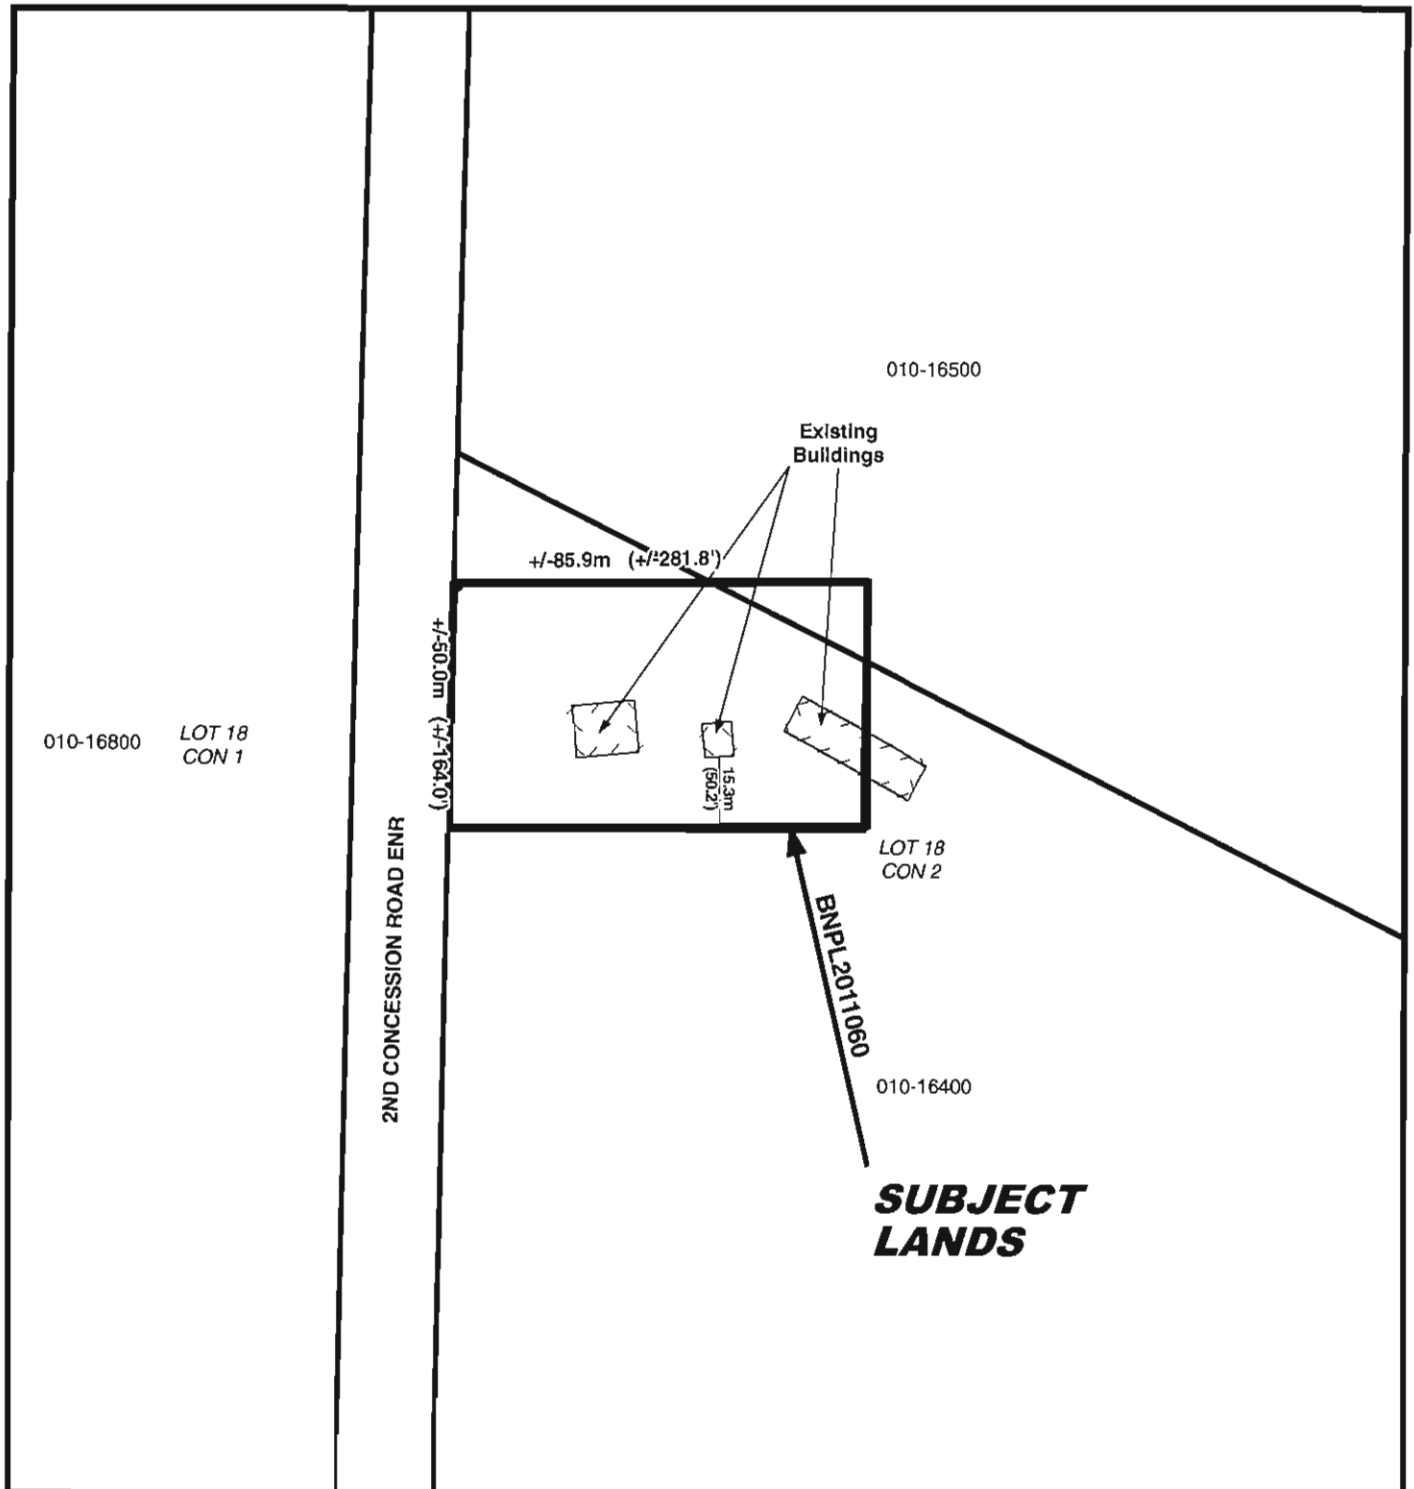 010-16500
Existing
Buildings
+/-85.9m (+/-281.8')
+/-50.0m (+/-164.0')
010-16800
LOT 18
CON 1
15.3m
(50.2')
LOT 18
CON 2
2ND CONCESSION ROAD ENR
BNPL2011060
010-16400
SUBJECT
LANDS